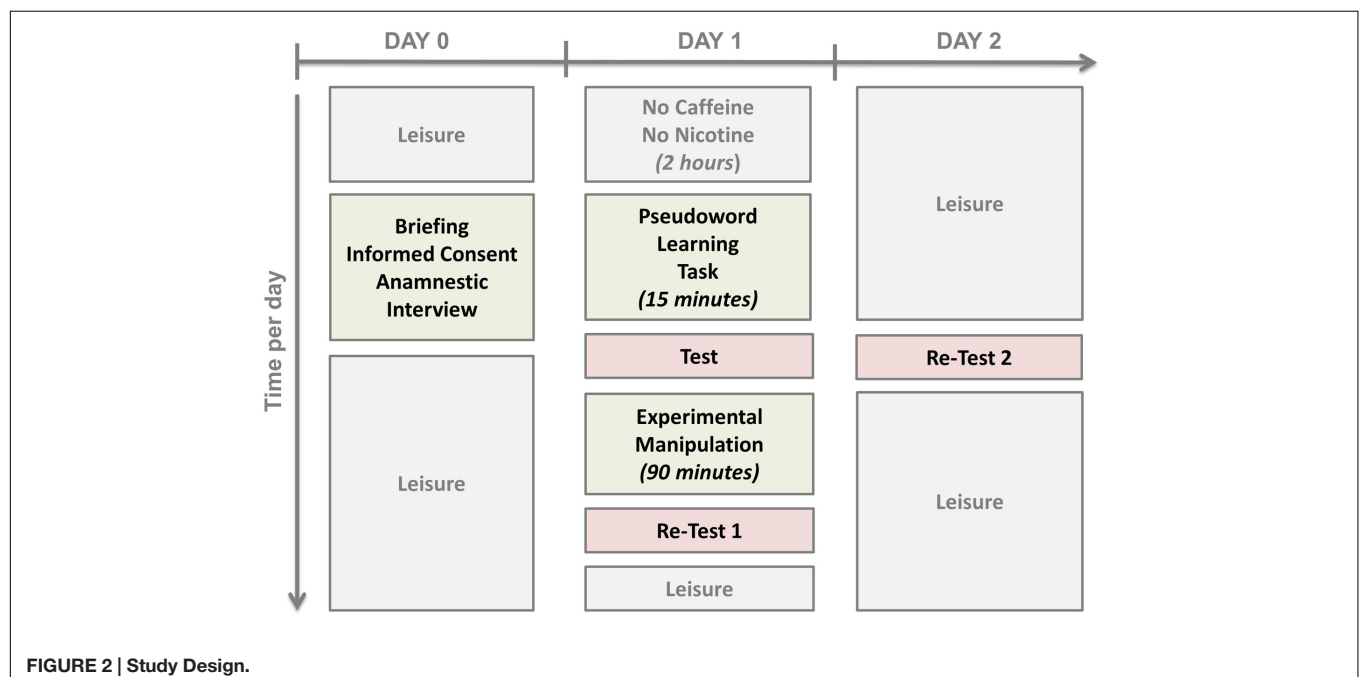 DAY 0
DAY 1
DAY 2
Time per day
Leisure
Briefing
Informed Consent
Anamnestic
Interview
Leisure
No Caffeine
No Nicotine
(2 hours)
Pseudoword
Learning
Task
(15 minutes)
Test
Experimental
Manipulation
(90 minutes)
Re-Test 1
Leisure
Leisure
Re-Test 2
Leisure
FIGURE 2 | Study Design.